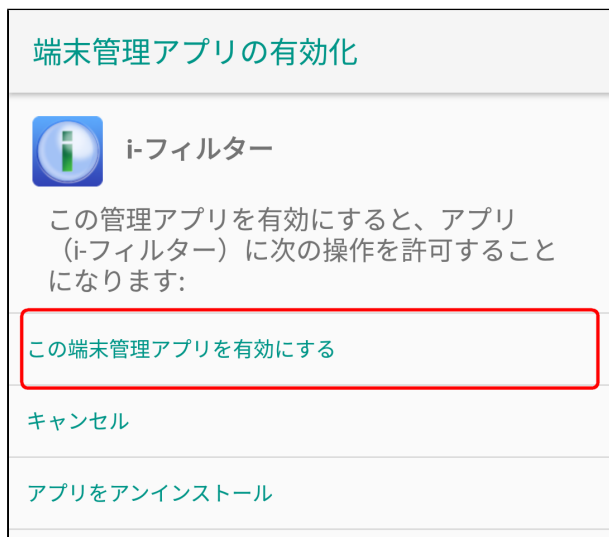 端末管理アプリの有効化
i-フィルター
この管理アプリを有効にすると、アプリ
（i-フィルター）に次の操作を許可すること
になります:
この端末管理アプリを有効にする
キャンセル
アプリをアンインストール